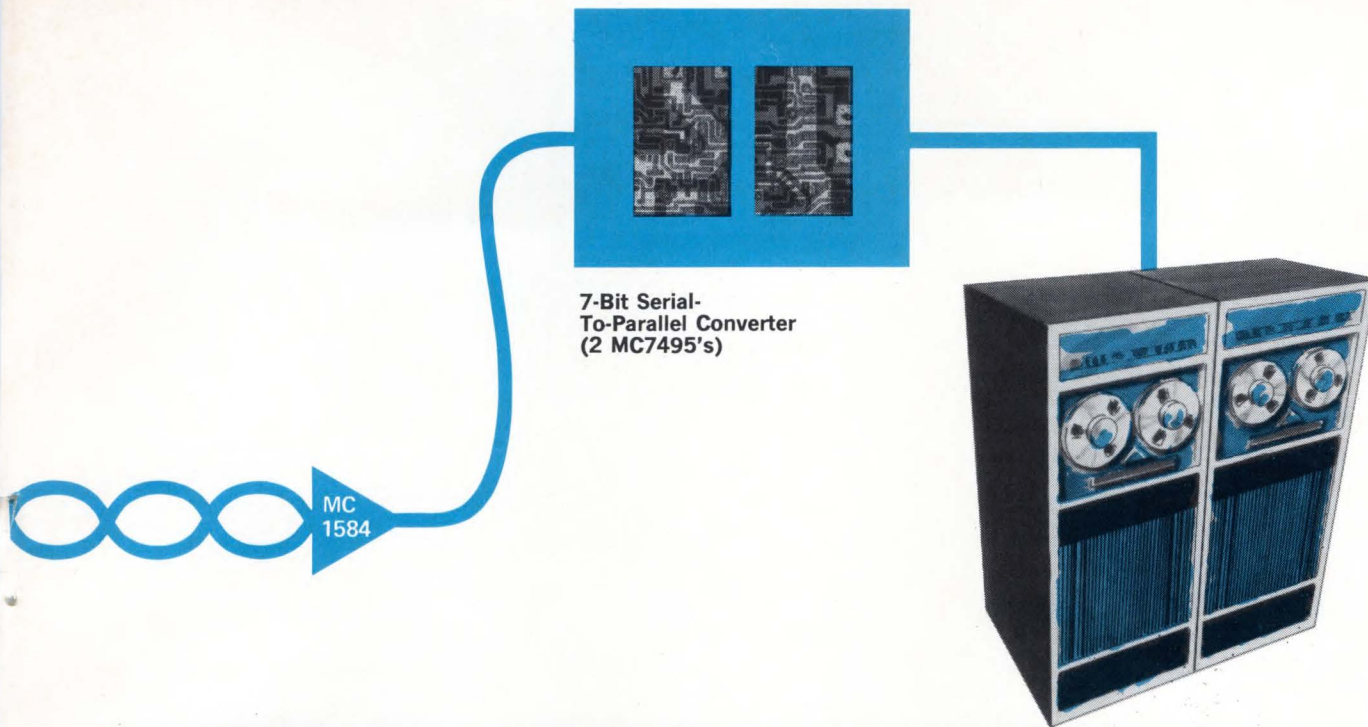 7-Bit Serial-
To-Parallel Converter
(2 MC7495's)
MC
1584